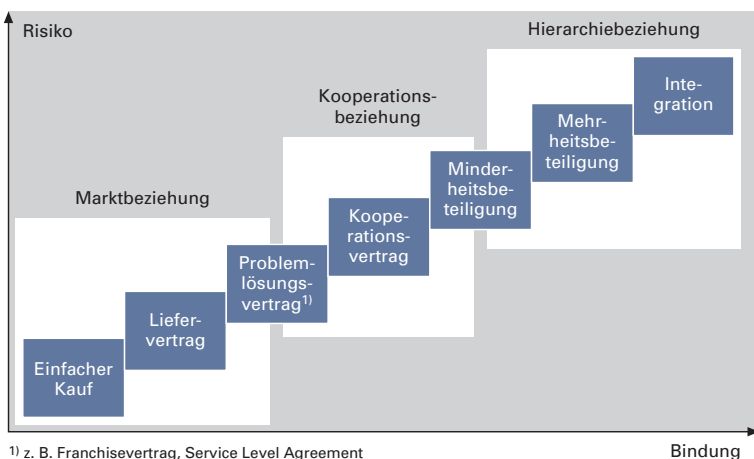 Risiko
Hierarchiebeziehung
Inte-
gration
Kooperations-
beziehung
Mehr-
heitsbe-
teiligung
Minder-
heitsbe-
teiligung
Marktbeziehung
Koope-
rations-
vertrag
Problem-
lösungs-
vertrag1)
Liefer-
vertrag
Einfacher
Kauf
1) z. B. Franchisevertrag, Service Level Agreement
Bindung